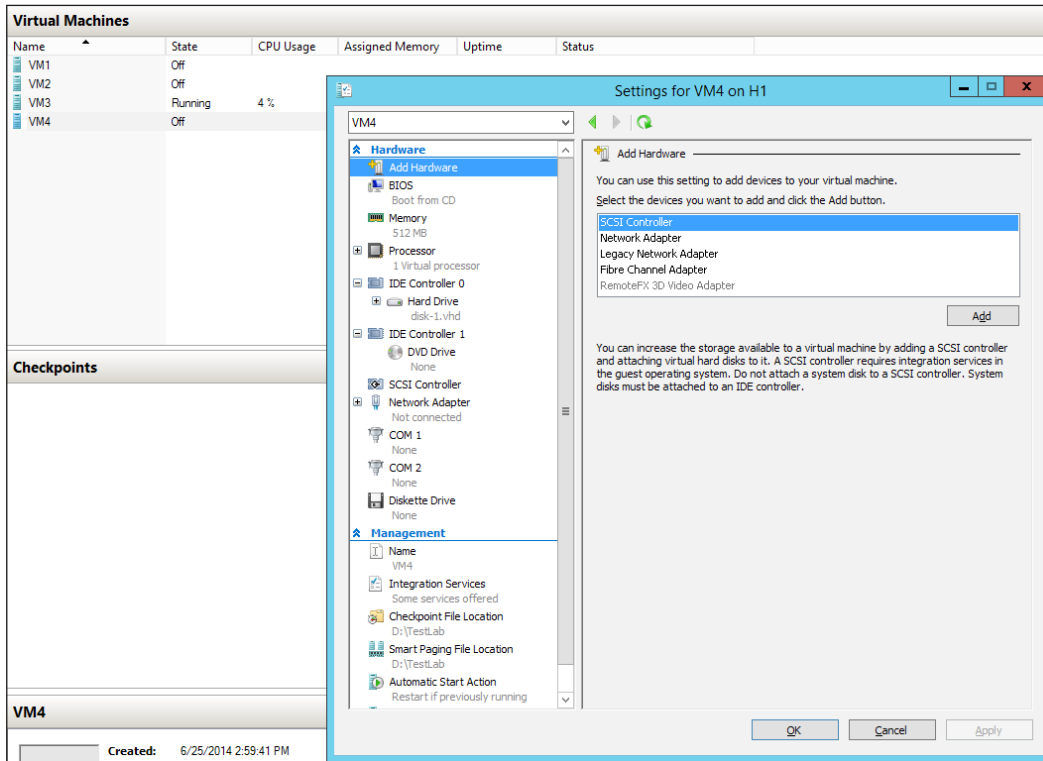 Virtual Machines
Name State CPU Usage Assigned Memory Uptime Status
VM1 Off
VM2 Off
VM3 Running 4 %
VM4 Off
Checkpoints
VM4
Created: 6/25/2014 2:59:41 PM
Settings for VM4 on H1
VM4
Hardware
Add Hardware
BIOS
Boot from CD
Memory
512 MB
Processor
1 Virtual processor
IDE Controller 0
Hard Drive
disk-1.vhd
IDE Controller 1
DVD Drive
None
SCSI Controller
Network Adapter
Not connected
COM 1
None
COM 2
None
Diskette Drive
None
Management
Name
VM4
Integration Services
Some services offered
Checkpoint File Location
D:\TestLab
Smart Paging File Location
D:\TestLab
Automatic Start Action
Restart if previously running
Add Hardware
You can use this setting to add devices to your virtual machine.
Select the devices you want to add and click the Add button.
SCSI Controller
Network Adapter
Legacy Network Adapter
Fibre Channel Adapter
RemoteFX 3D Video Adapter
Add
You can increase the storage available to a virtual machine by adding a SCSI controller
and attaching virtual hard disks to it. A SCSI controller requires integration services in
the guest operating system. Do not attach a system disk to a SCSI controller. System
disks must be attached to an IDE controller.
OK Cancel Apply